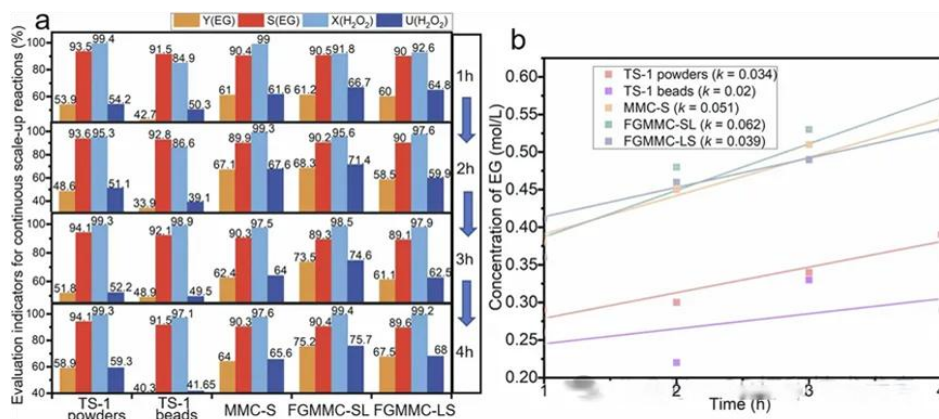 a
Y(EG) S(EG) X(H₂O₂) U(H₂O₂)
Evaluation indicators for continuous scale-up reactions (%)
100
80
60
53.9 93.5 99.4 54.2
42.7 91.5 84.9 50.3
61 90.4 99 61.6
61.2 90.5 91.8 66.7
60 90 92.6 64.8
1h
100
80
60
40
48.6 93.6 95.3 51.1
33.9 92.8 86.6 39.1
67.1 89.9 99.3 67.6
68.3 90.2 95.6 71.4
58.5 90 97.6 59.9
2h
100
80
60
51.8 94.1 99.3 52.2
48.9 92.1 98.9 49.5
62.4 90.3 97.5 64
73.5 89.3 98.5 74.6
61.1 89.1 97.9 62.5
3h
100
80
60
40
58.9 94.1 99.3 59.3
40.3 91.5 97.1 41.65
64 90.3 97.6 65.6
75.2 90.4 99.4 75.7
67.5 89.6 99.2 68
4h
TS-1 powders
TS-1 beads
MMC-S
FGMMC-SL
FGMMC-LS
b
Concentration of EG (mol/L)
0.60
0.55
0.50
0.45
0.40
0.35
0.30
0.25
0.20
TS-1 powders (k = 0.034)
TS-1 beads (k = 0.02)
MMC-S (k = 0.051)
FGMMC-SL (k = 0.062)
FGMMC-LS (k = 0.039)
2 3
Time (h)